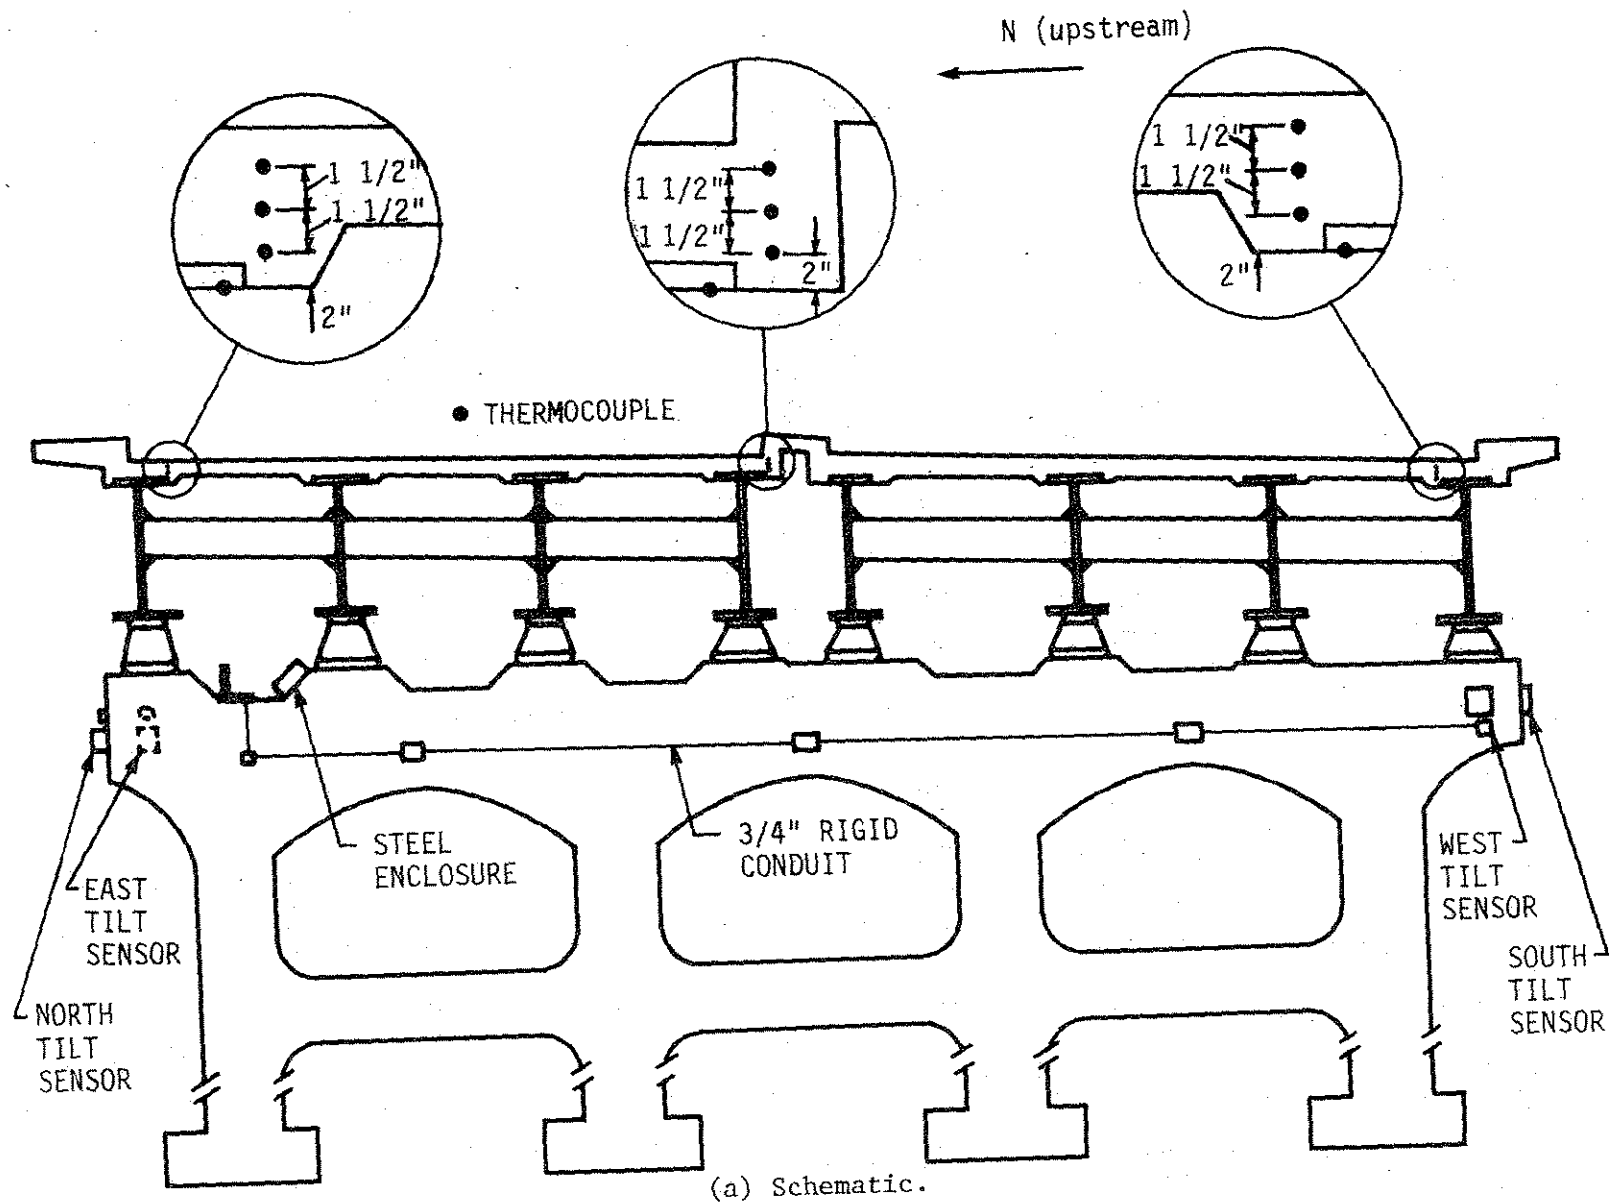 N (upstream)
1 1/2"
1 1/2"
2"
1 1/2"
1 1/2"
2"
1 1/2"
1 1/2"
2"
THERMOCOUPLE
STEEL
ENCLOSURE
3/4" RIGID
CONDUIT
WEST
TILT
SENSOR
EAST
TILT
SENSOR
SOUTH
TILT
SENSOR
NORTH
TILT
SENSOR
(a) Schematic.